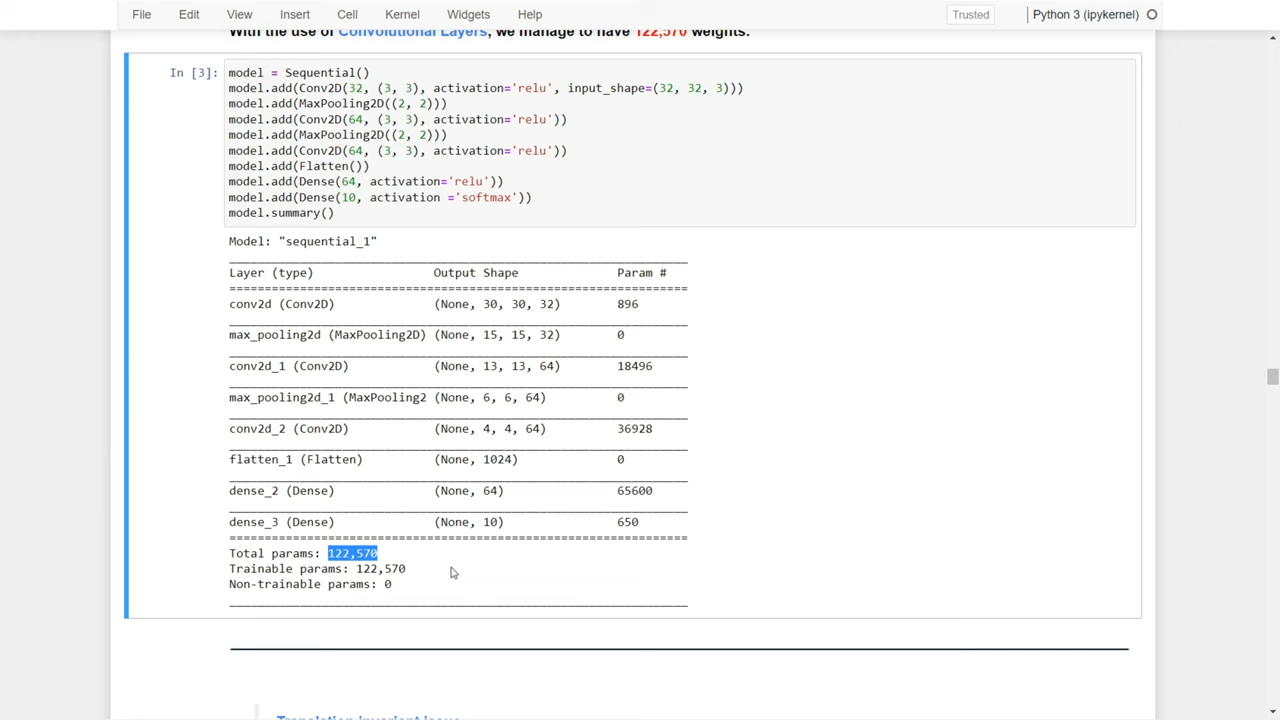 File Edit View Insert Cell Kernel Widgets Help Trusted Python 3 (ipykernel)
With the use of Convolutional Layers, we manage to have 122,570 weights.
In [3]: model = Sequential()
model.add(Conv2D(32, (3, 3), activation='relu', input_shape=(32, 32, 3)))
model.add(MaxPooling2D((2, 2)))
model.add(Conv2D(64, (3, 3), activation='relu'))
model.add(MaxPooling2D((2, 2)))
model.add(Conv2D(64, (3, 3), activation='relu'))
model.add(Flatten())
model.add(Dense(64, activation='relu'))
model.add(Dense(10, activation ='softmax'))
model.summary()
Model: "sequential_1"
Layer (type) Output Shape Param #
conv2d (Conv2D) (None, 30, 30, 32) 896
max_pooling2d (MaxPooling2D) (None, 15, 15, 32) 0
conv2d_1 (Conv2D) (None, 13, 13, 64) 18496
max_pooling2d_1 (MaxPooling2 (None, 6, 6, 64) 0
conv2d_2 (Conv2D) (None, 4, 4, 64) 36928
flatten_1 (Flatten) (None, 1024) 0
dense_2 (Dense) (None, 64) 65600
dense_3 (Dense) (None, 10) 650
Total params: 122,570
Trainable params: 122,570
Non-trainable params: 0
Translation invariant issue